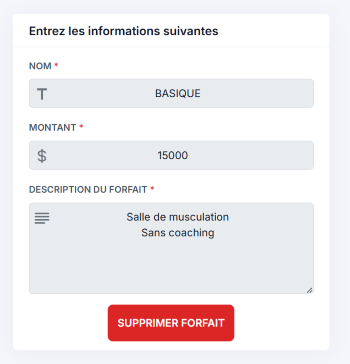 Entrez les informations suivantes
NOM *
BASIQUE
MONTANT *
$ 15000
DESCRIPTION DU FORFAIT *
Salle de musculation
Sans coaching
SUPPRIMER FORFAIT